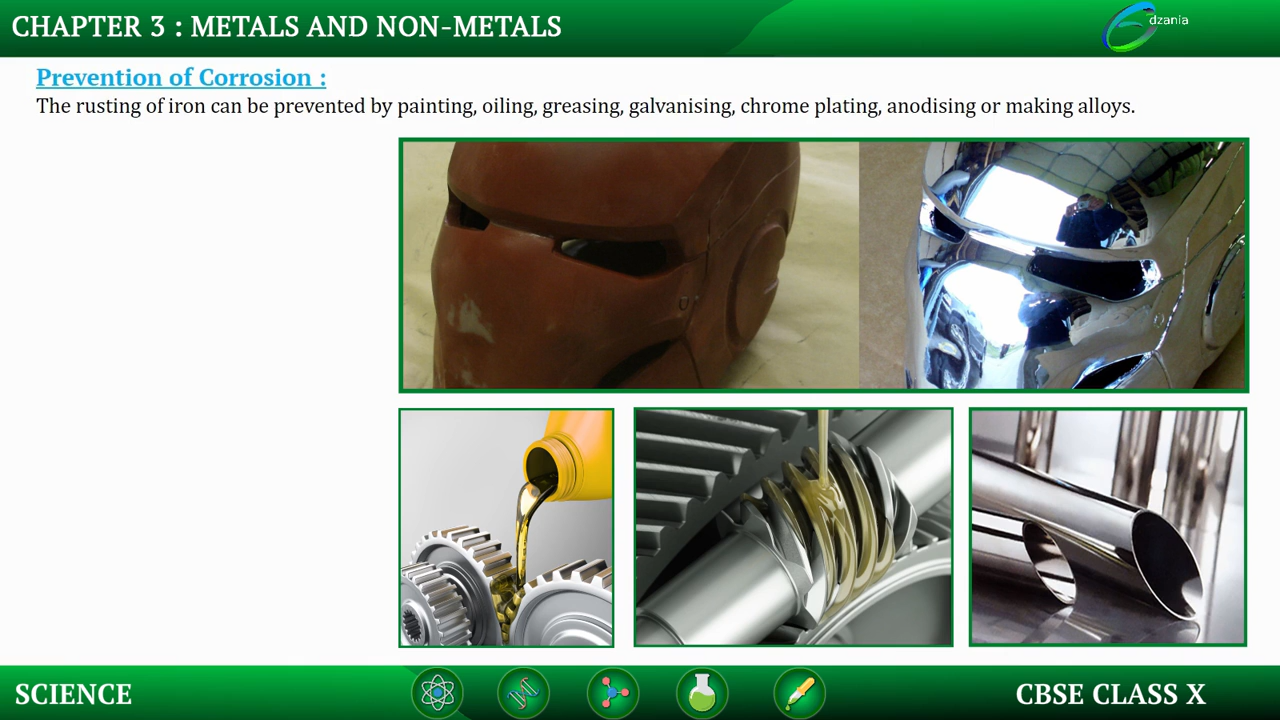 CHAPTER 3 : METALS AND NON-METALS
dzania
Prevention of Corrosion :
The rusting of iron can be prevented by painting, oiling, greasing, galvanising, chrome plating, anodising or making alloys.
SCIENCE
CBSE CLASS X